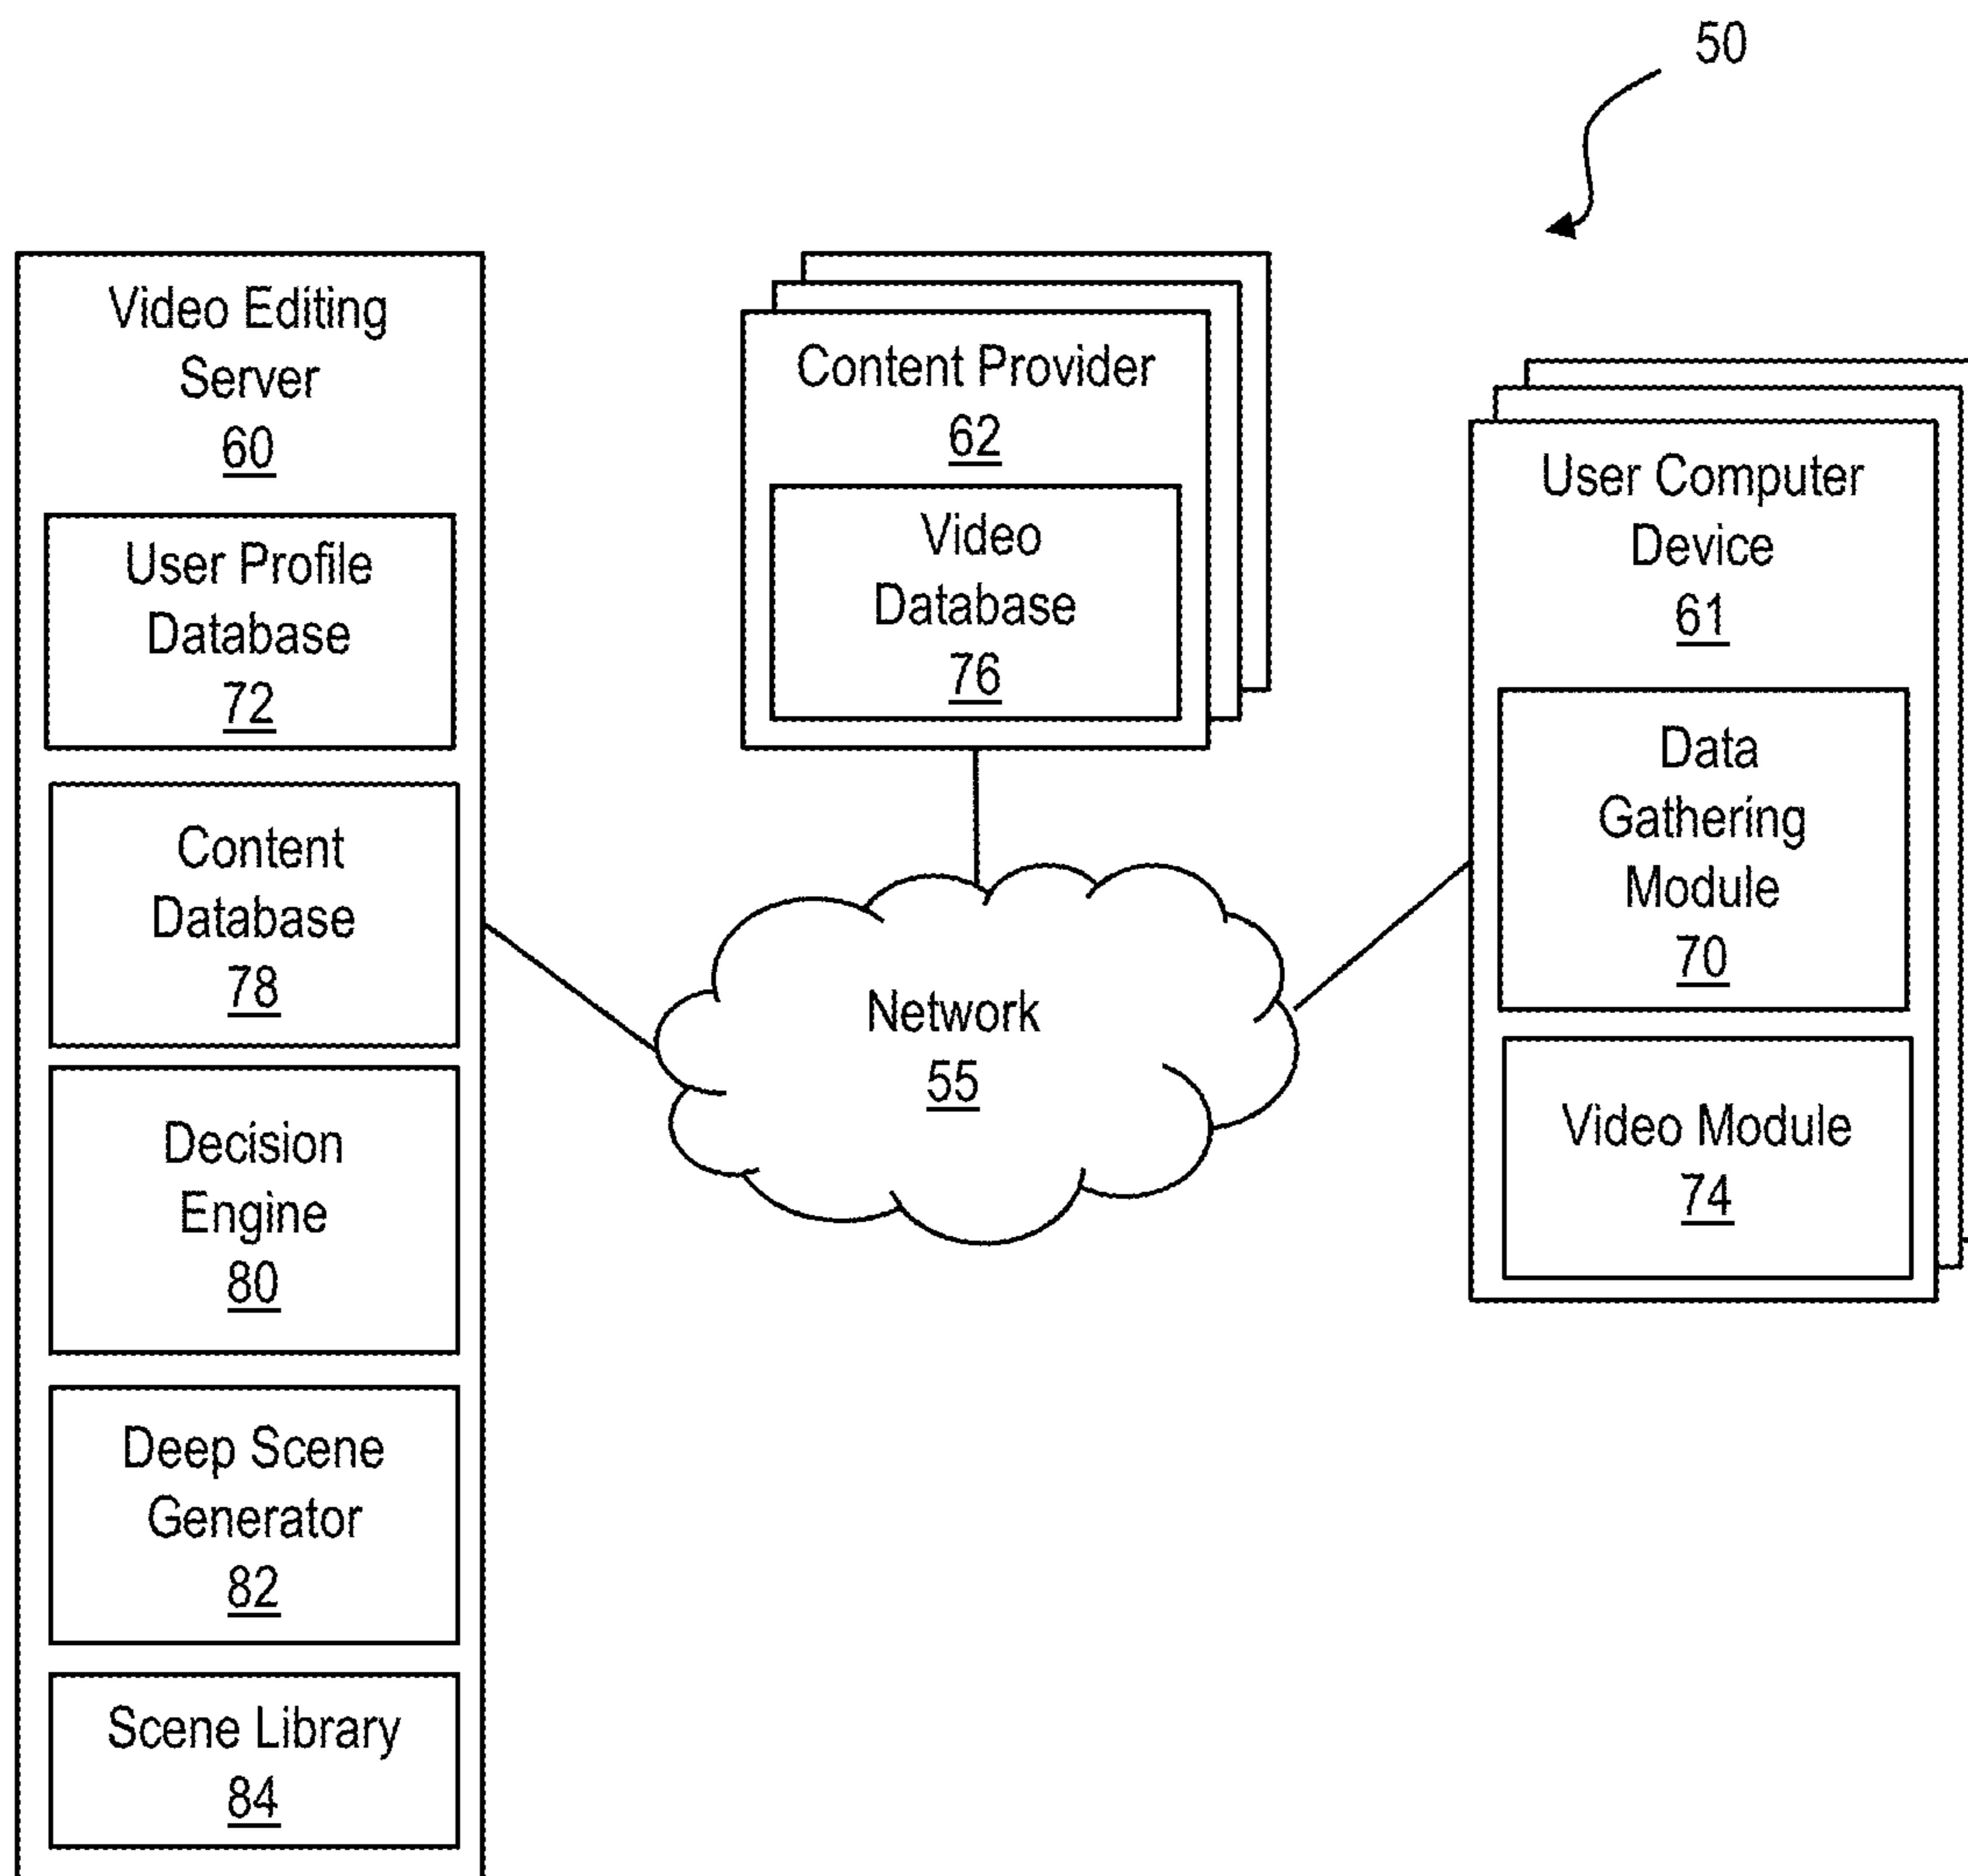 50
Video Editing
Server
60
User Profile
Database
72
Content
Database
78
Decision
Engine
80
Deep Scene
Generator
82
Scene Library
84
Content Provider
62
Video
Database
76
Network
55
User Computer
Device
61
Data
Gathering
Module
70
Video Module
74